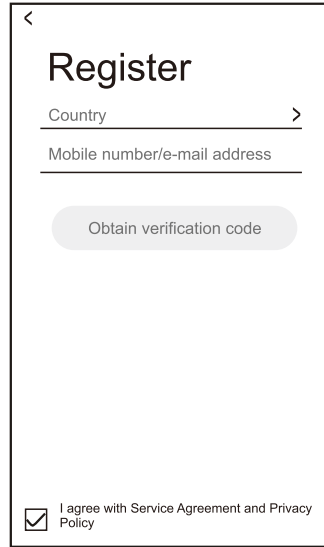 Register
Country
Mobile number/e-mail address
Obtain verification code
I agree with Service Agreement and Privacy
Policy